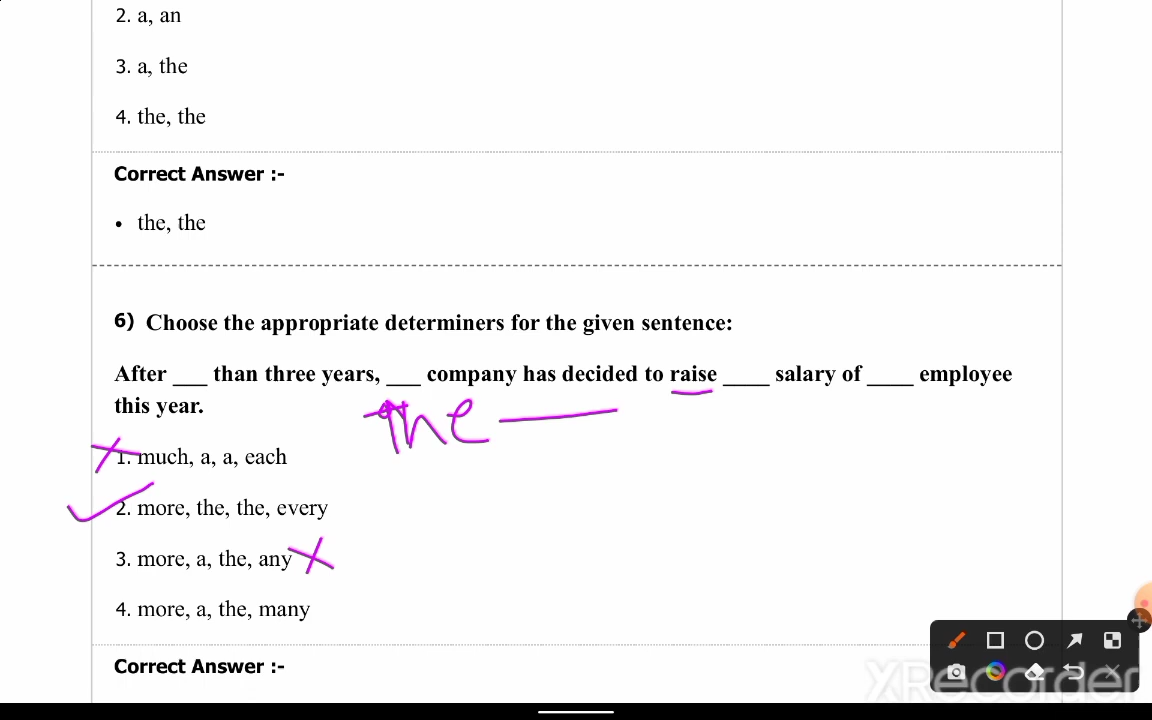 2. a, an
3. a, the
4. the, the
Correct Answer :-
• the, the
6) Choose the appropriate determiners for the given sentence:
After ___ than three years, ___ company has decided to raise ____ salary of ____ employee
this year.
the
1. much, a, a, each
2. more, the, the, every
3. more, a, the, any
4. more, a, the, many
Correct Answer :-
XRecorder